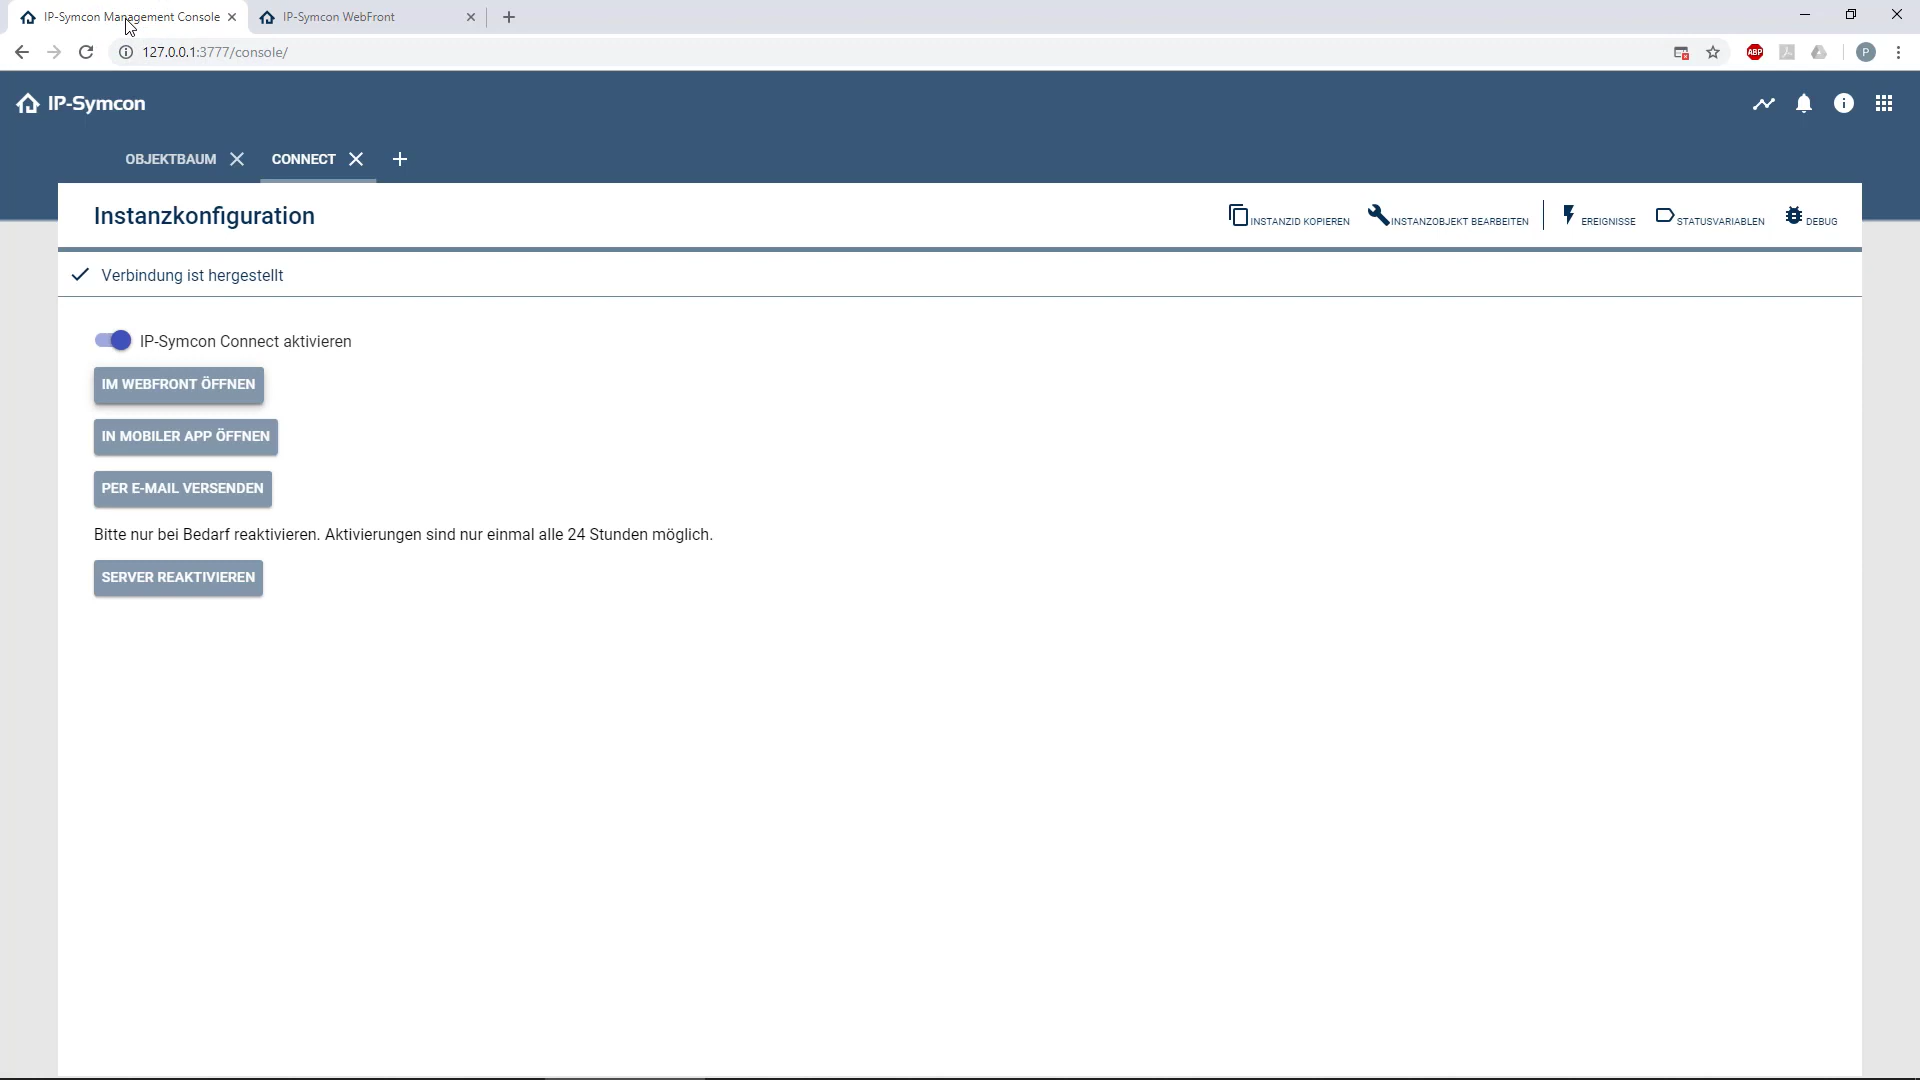 IP-Symcon Management Console
IP-Symcon WebFront
127.0.0.1:3777/console/
ABP
P
IP-Symcon
OBJEKTBAUM
CONNECT
Instanzkonfiguration
INSTANZID KOPIEREN
INSTANZOBJEKT BEARBEITEN
EREIGNISSE
STATUSVARIABLEN
DEBUG
Verbindung ist hergestellt
IP-Symcon Connect aktivieren
IM WEBFRONT ÖFFNEN
IN MOBILER APP ÖFFNEN
PER E-MAIL VERSENDEN
Bitte nur bei Bedarf reaktivieren. Aktivierungen sind nur einmal alle 24 Stunden möglich.
SERVER REAKTIVIEREN